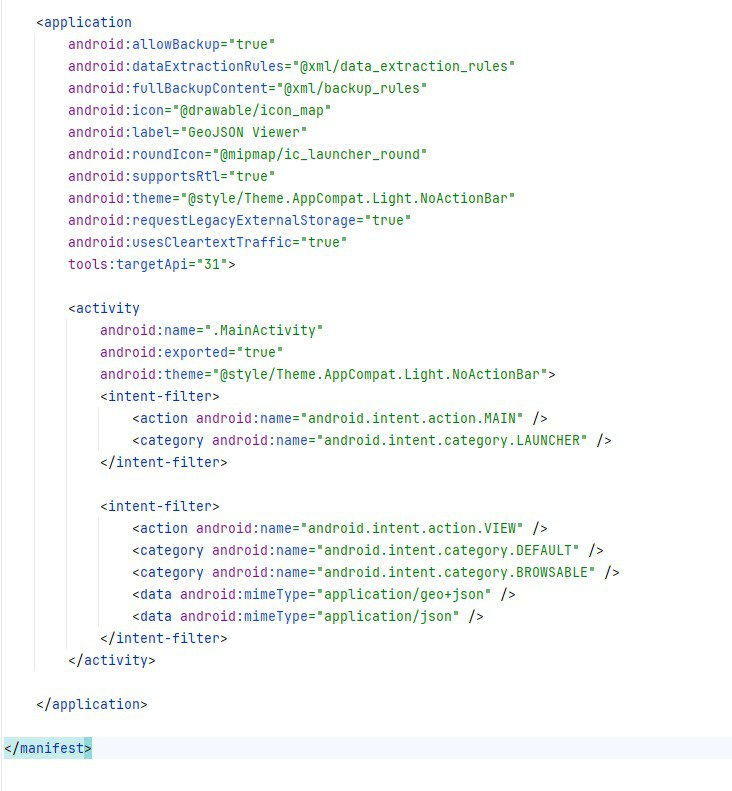 <application
android:allowBackup="true"
android:dataExtractionRules="@xml/data_extraction_rules"
android:fullBackupContent="@xml/backup_rules"
android:icon="@drawable/icon_map"
android:label="GeoJSON Viewer"
android:roundIcon="@mipmap/ic_launcher_round"
android:supportsRtl="true"
android:theme="@style/Theme.AppCompat.Light.NoActionBar"
android:requestLegacyExternalStorage="true"
android:usesCleartextTraffic="true"
tools:targetApi="31">
<activity
android:name=".MainActivity"
android:exported="true"
android:theme="@style/Theme.AppCompat.Light.NoActionBar">
<intent-filter>
<action android:name="android.intent.action.MAIN" />
<category android:name="android.intent.category.LAUNCHER" />
</intent-filter>
<intent-filter>
<action android:name="android.intent.action.VIEW" />
<category android:name="android.intent.category.DEFAULT" />
<category android:name="android.intent.category.BROWSABLE" />
<data android:mimeType="application/geo+json" />
<data android:mimeType="application/json" />
</intent-filter>
</activity>
</application>
</manifest>